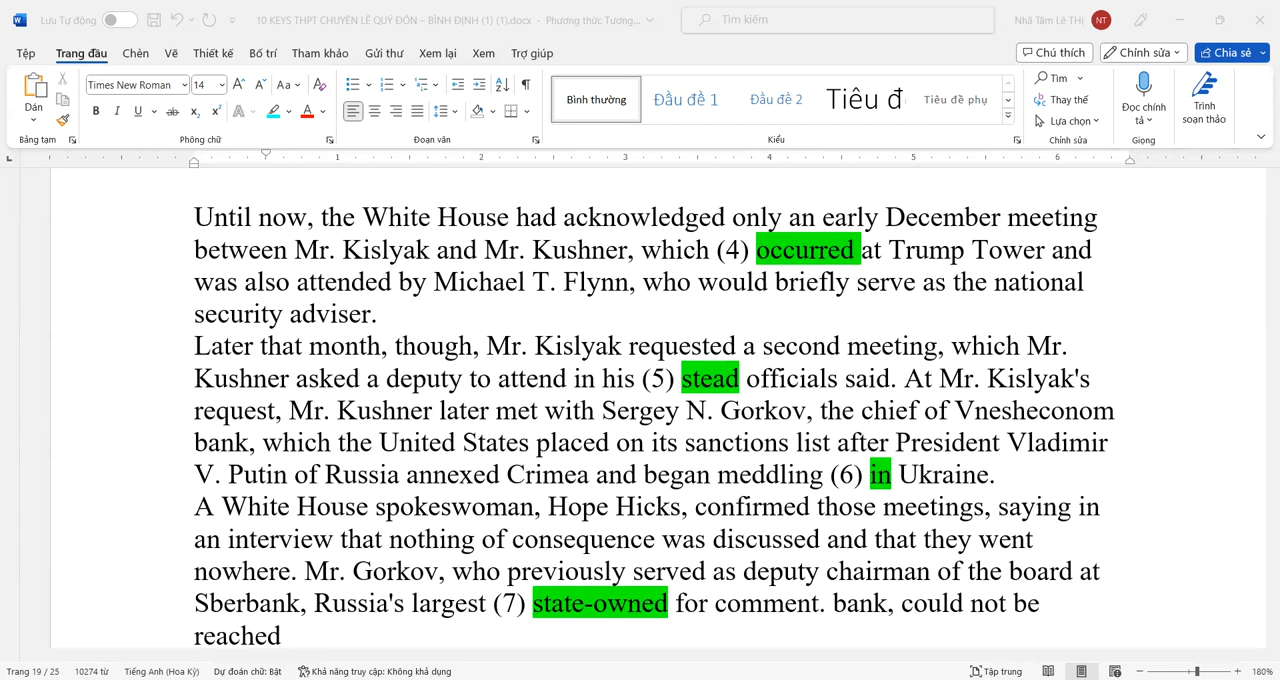 Lưu Tự động
10 KEYS THPT CHUYÊN LÊ QUÝ ĐÔN – BÌNH ĐỊNH (1) (1).docx - Phương thức Tương...
Tìm kiếm
Nhã Tâm Lê THị NT
Tệp Trang đầu Chèn Vẽ Thiết kế Bố trí Tham khảo Gửi thư Xem lại Xem Trợ giúp
Chú thích Chỉnh sửa Chia sẻ
Dán
Times New Roman 14
Bình thường Đầu đề 1 Đầu đề 2 Tiêu đ Tiêu đề phụ
Tìm
Thay thế
Lựa chọn
Đọc chính tả
Trình soạn thảo
Bảng tạm Phông chữ Đoạn văn Kiểu Chỉnh sửa Giọng
1 2 3 4 5 6
Until now, the White House had acknowledged only an early December meeting
between Mr. Kislyak and Mr. Kushner, which (4) occurred at Trump Tower and
was also attended by Michael T. Flynn, who would briefly serve as the national
security adviser.
Later that month, though, Mr. Kislyak requested a second meeting, which Mr.
Kushner asked a deputy to attend in his (5) stead officials said. At Mr. Kislyak's
request, Mr. Kushner later met with Sergey N. Gorkov, the chief of Vnesheconom
bank, which the United States placed on its sanctions list after President Vladimir
V. Putin of Russia annexed Crimea and began meddling (6) in Ukraine.
A White House spokeswoman, Hope Hicks, confirmed those meetings, saying in
an interview that nothing of consequence was discussed and that they went
nowhere. Mr. Gorkov, who previously served as deputy chairman of the board at
Sberbank, Russia's largest (7) state-owned for comment. bank, could not be
reached
Trang 19 / 25 10274 từ Tiếng Anh (Hoa Kỳ) Dự đoán chữ: Bật Khả năng truy cập: Không khả dụng Tập trung 180%